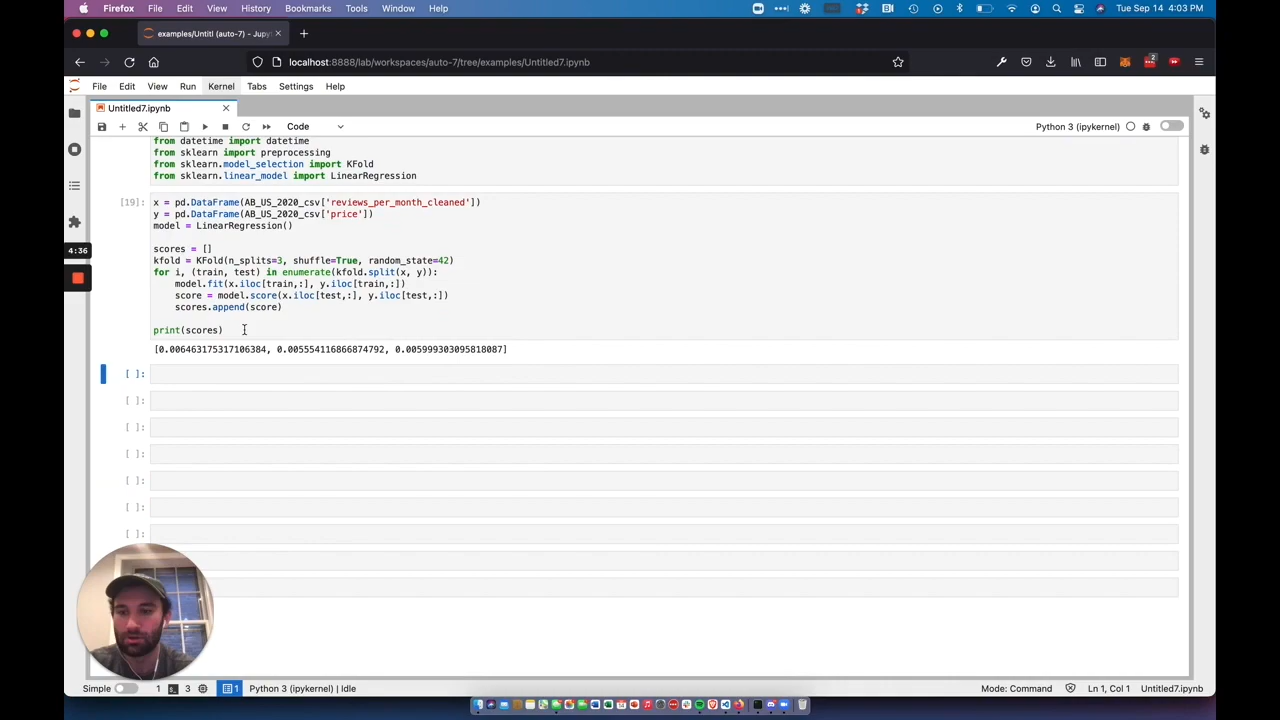 Firefox File Edit View History Bookmarks Tools Window Help Tue Sep 14 4:03 PM
examples/Untitl (auto-7) - Jupyt
localhost:8888/lab/workspaces/auto-7/tree/examples/Untitled7.ipynb
2
File Edit View Run Kernel Tabs Settings Help
Untitled7.ipynb
Code Python 3 (ipykernel)
from datetime import datetime
from sklearn import preprocessing
from sklearn.model_selection import KFold
from sklearn.linear_model import LinearRegression
[19]: x = pd.DataFrame(AB_US_2020_csv['reviews_per_month_cleaned'])
y = pd.DataFrame(AB_US_2020_csv['price'])
model = LinearRegression()
scores = []
4:36
kfold = KFold(n_splits=3, shuffle=True, random_state=42)
for i, (train, test) in enumerate(kfold.split(x, y)):
model.fit(x.iloc[train,:], y.iloc[train,:])
score = model.score(x.iloc[test,:], y.iloc[test,:])
scores.append(score)
print(scores)
[0.006463175317106384, 0.005554116866874792, 0.005999303095818087]
[ ]:
[ ]:
[ ]:
[ ]:
[ ]:
[ ]:
[ ]:
Simple 1 3 1 Python 3 (ipykernel) | Idle Mode: Command Ln 1, Col 1 Untitled7.ipynb